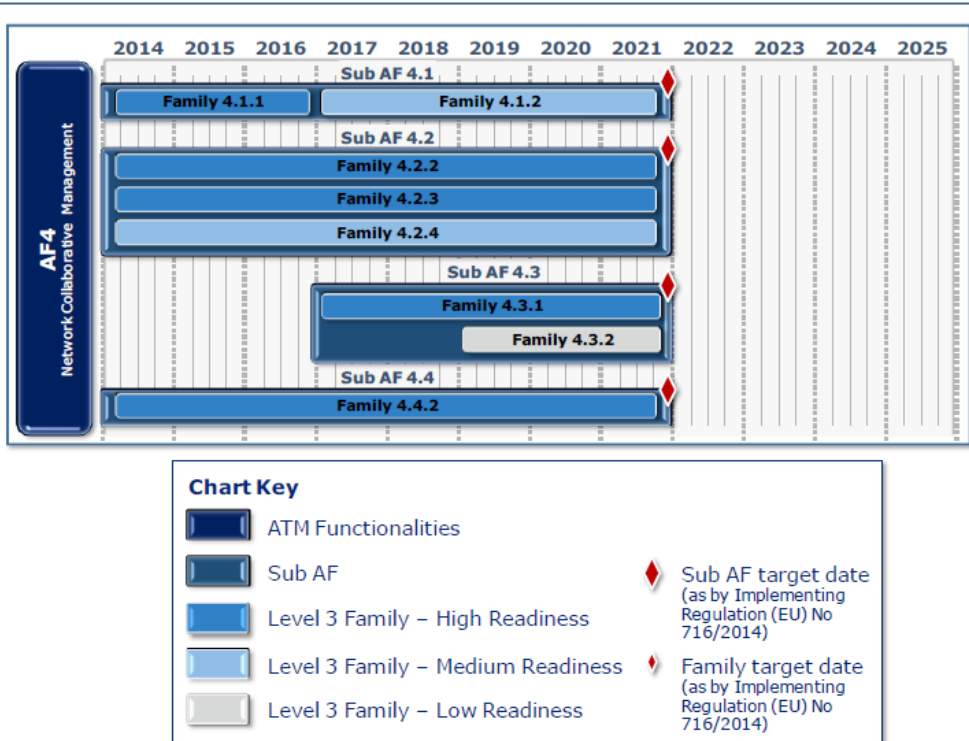 2014 2015 2016 2017 2018 2019 2020 2021 2022 2023 2024 2025
AF4
Network Collaborative Management
Sub AF 4.1
Family 4.1.1
Family 4.1.2
Sub AF 4.2
Family 4.2.2
Family 4.2.3
Family 4.2.4
Sub AF 4.3
Family 4.3.1
Family 4.3.2
Sub AF 4.4
Family 4.4.2
Chart Key
ATM Functionalities
Sub AF
Level 3 Family – High Readiness
Level 3 Family – Medium Readiness
Level 3 Family – Low Readiness
Sub AF target date
(as by Implementing
Regulation (EU) No
716/2014)
Family target date
(as by Implementing
Regulation (EU) No
716/2014)